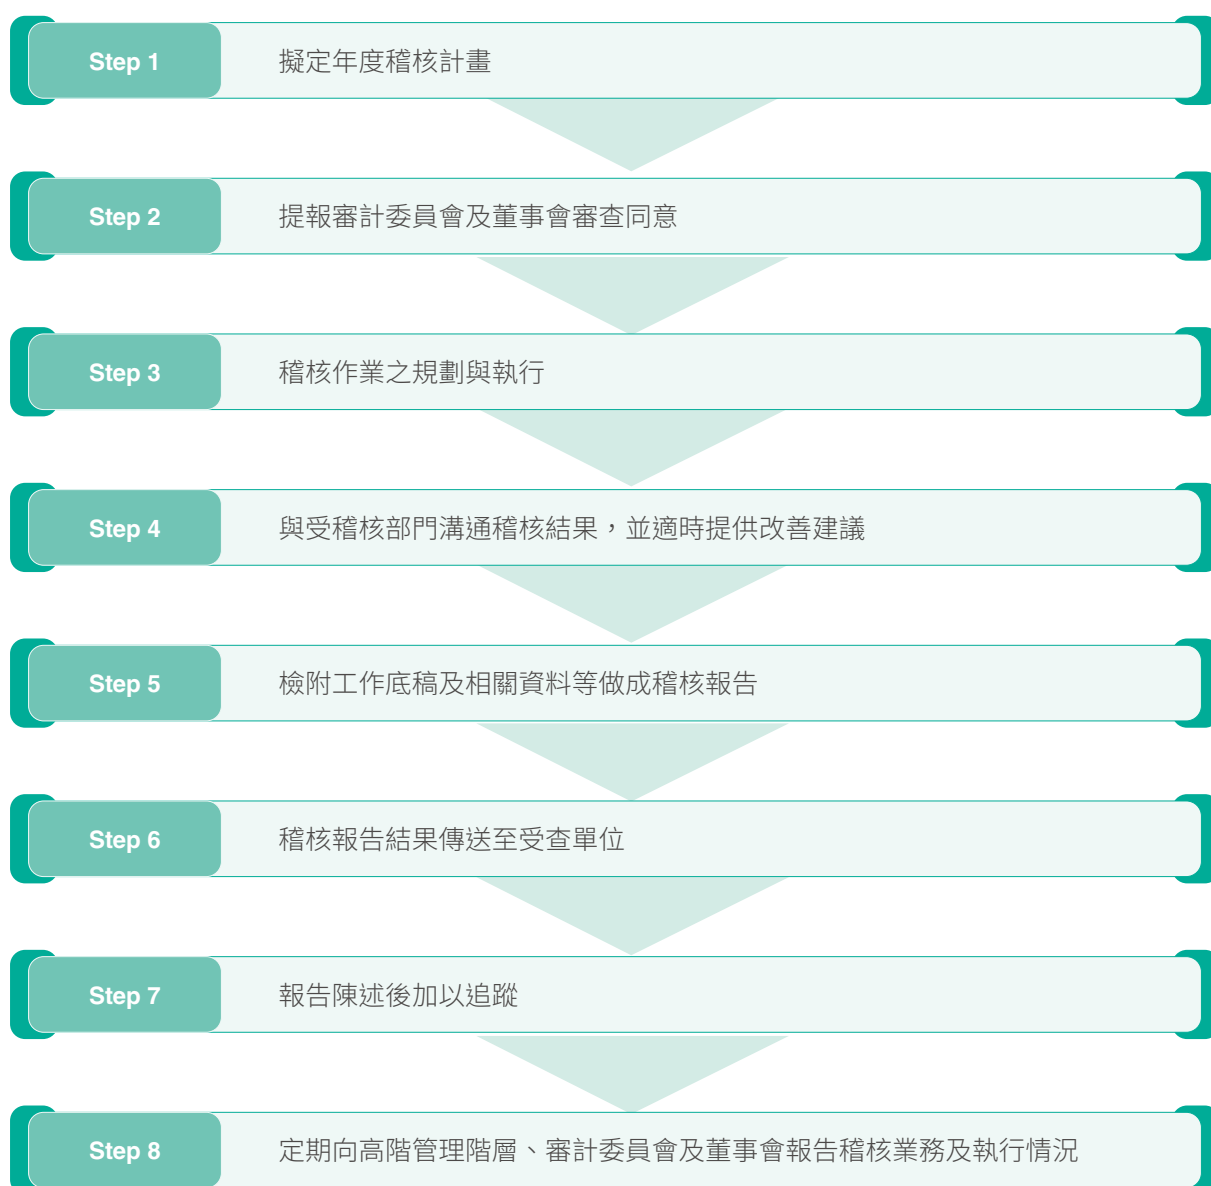 Step 1 擬定年度稽核計畫
Step 2 提報審計委員會及董事會審查同意
Step 3 稽核作業之規劃與執行
Step 4 與受稽核部門溝通稽核結果，並適時提供改善建議
Step 5 檢附工作底稿及相關資料等做成稽核報告
Step 6 稽核報告結果傳送至受查單位
Step 7 報告陳述後加以追蹤
Step 8 定期向高階管理階層、審計委員會及董事會報告稽核業務及執行情況